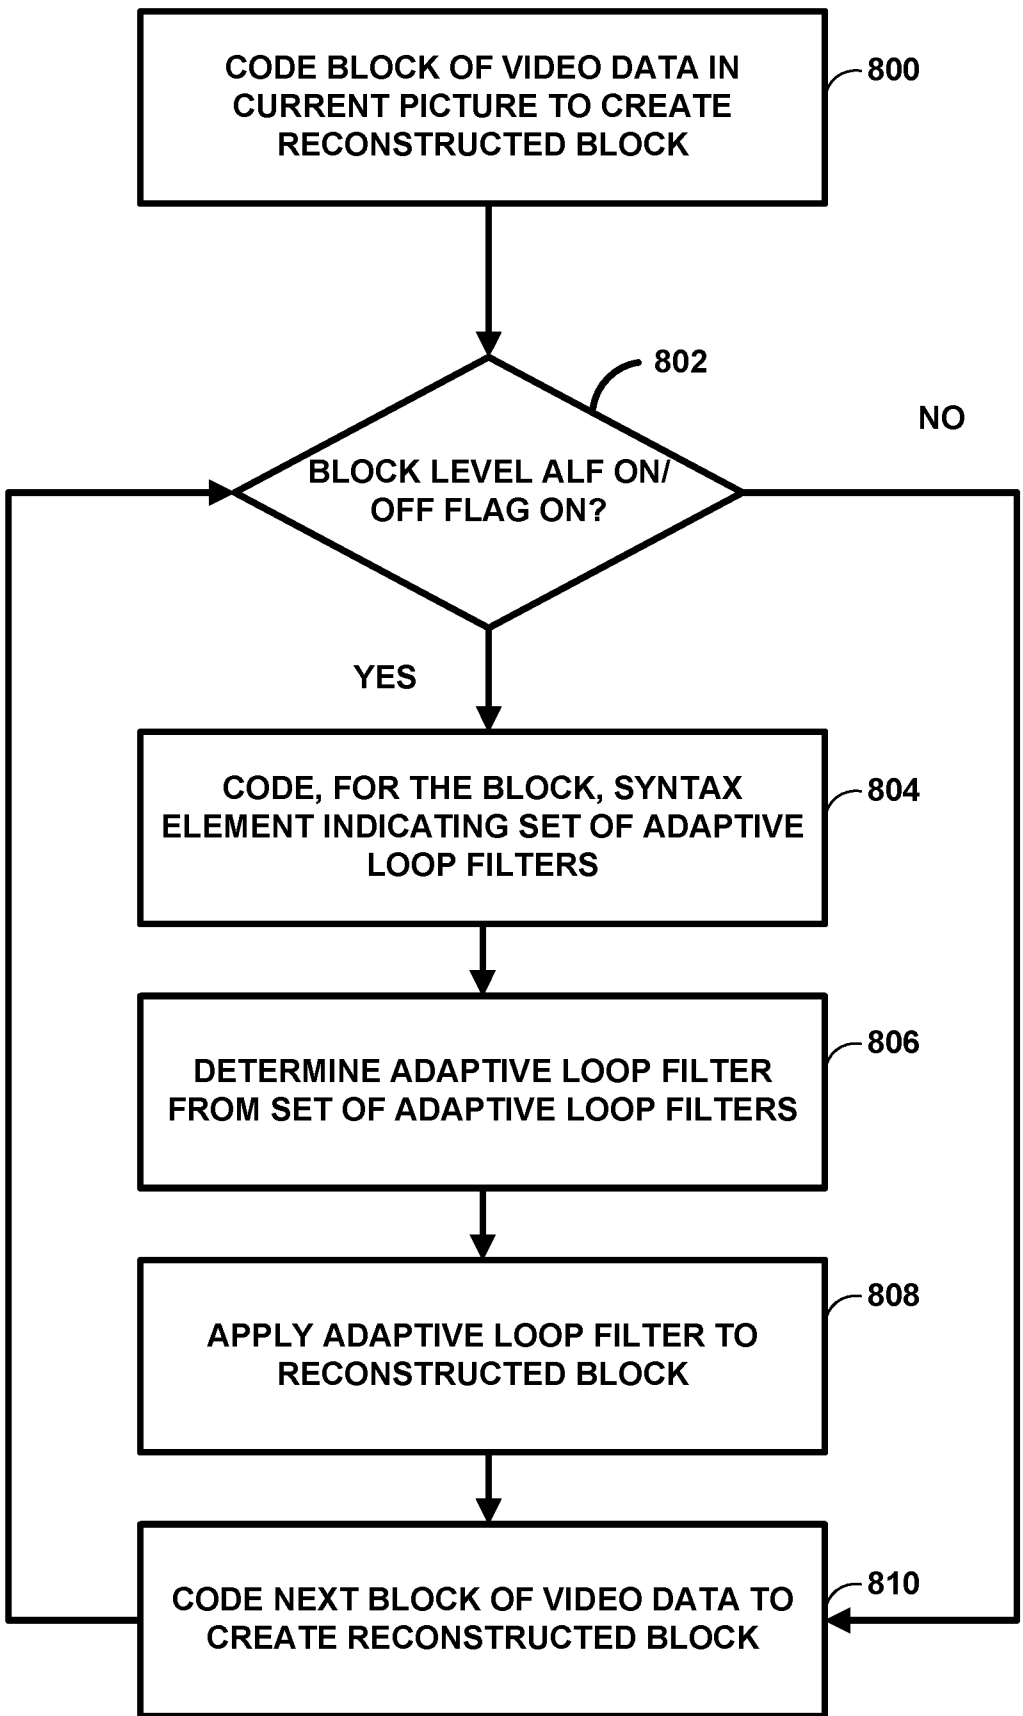 CODE BLOCK OF VIDEO DATA IN
CURRENT PICTURE TO CREATE
RECONSTRUCTED BLOCK
800
802
NO
BLOCK LEVEL ALF ON/
OFF FLAG ON?
YES
CODE, FOR THE BLOCK, SYNTAX
ELEMENT INDICATING SET OF ADAPTIVE
LOOP FILTERS
804
DETERMINE ADAPTIVE LOOP FILTER
FROM SET OF ADAPTIVE LOOP FILTERS
806
APPLY ADAPTIVE LOOP FILTER TO
RECONSTRUCTED BLOCK
808
CODE NEXT BLOCK OF VIDEO DATA TO
CREATE RECONSTRUCTED BLOCK
810